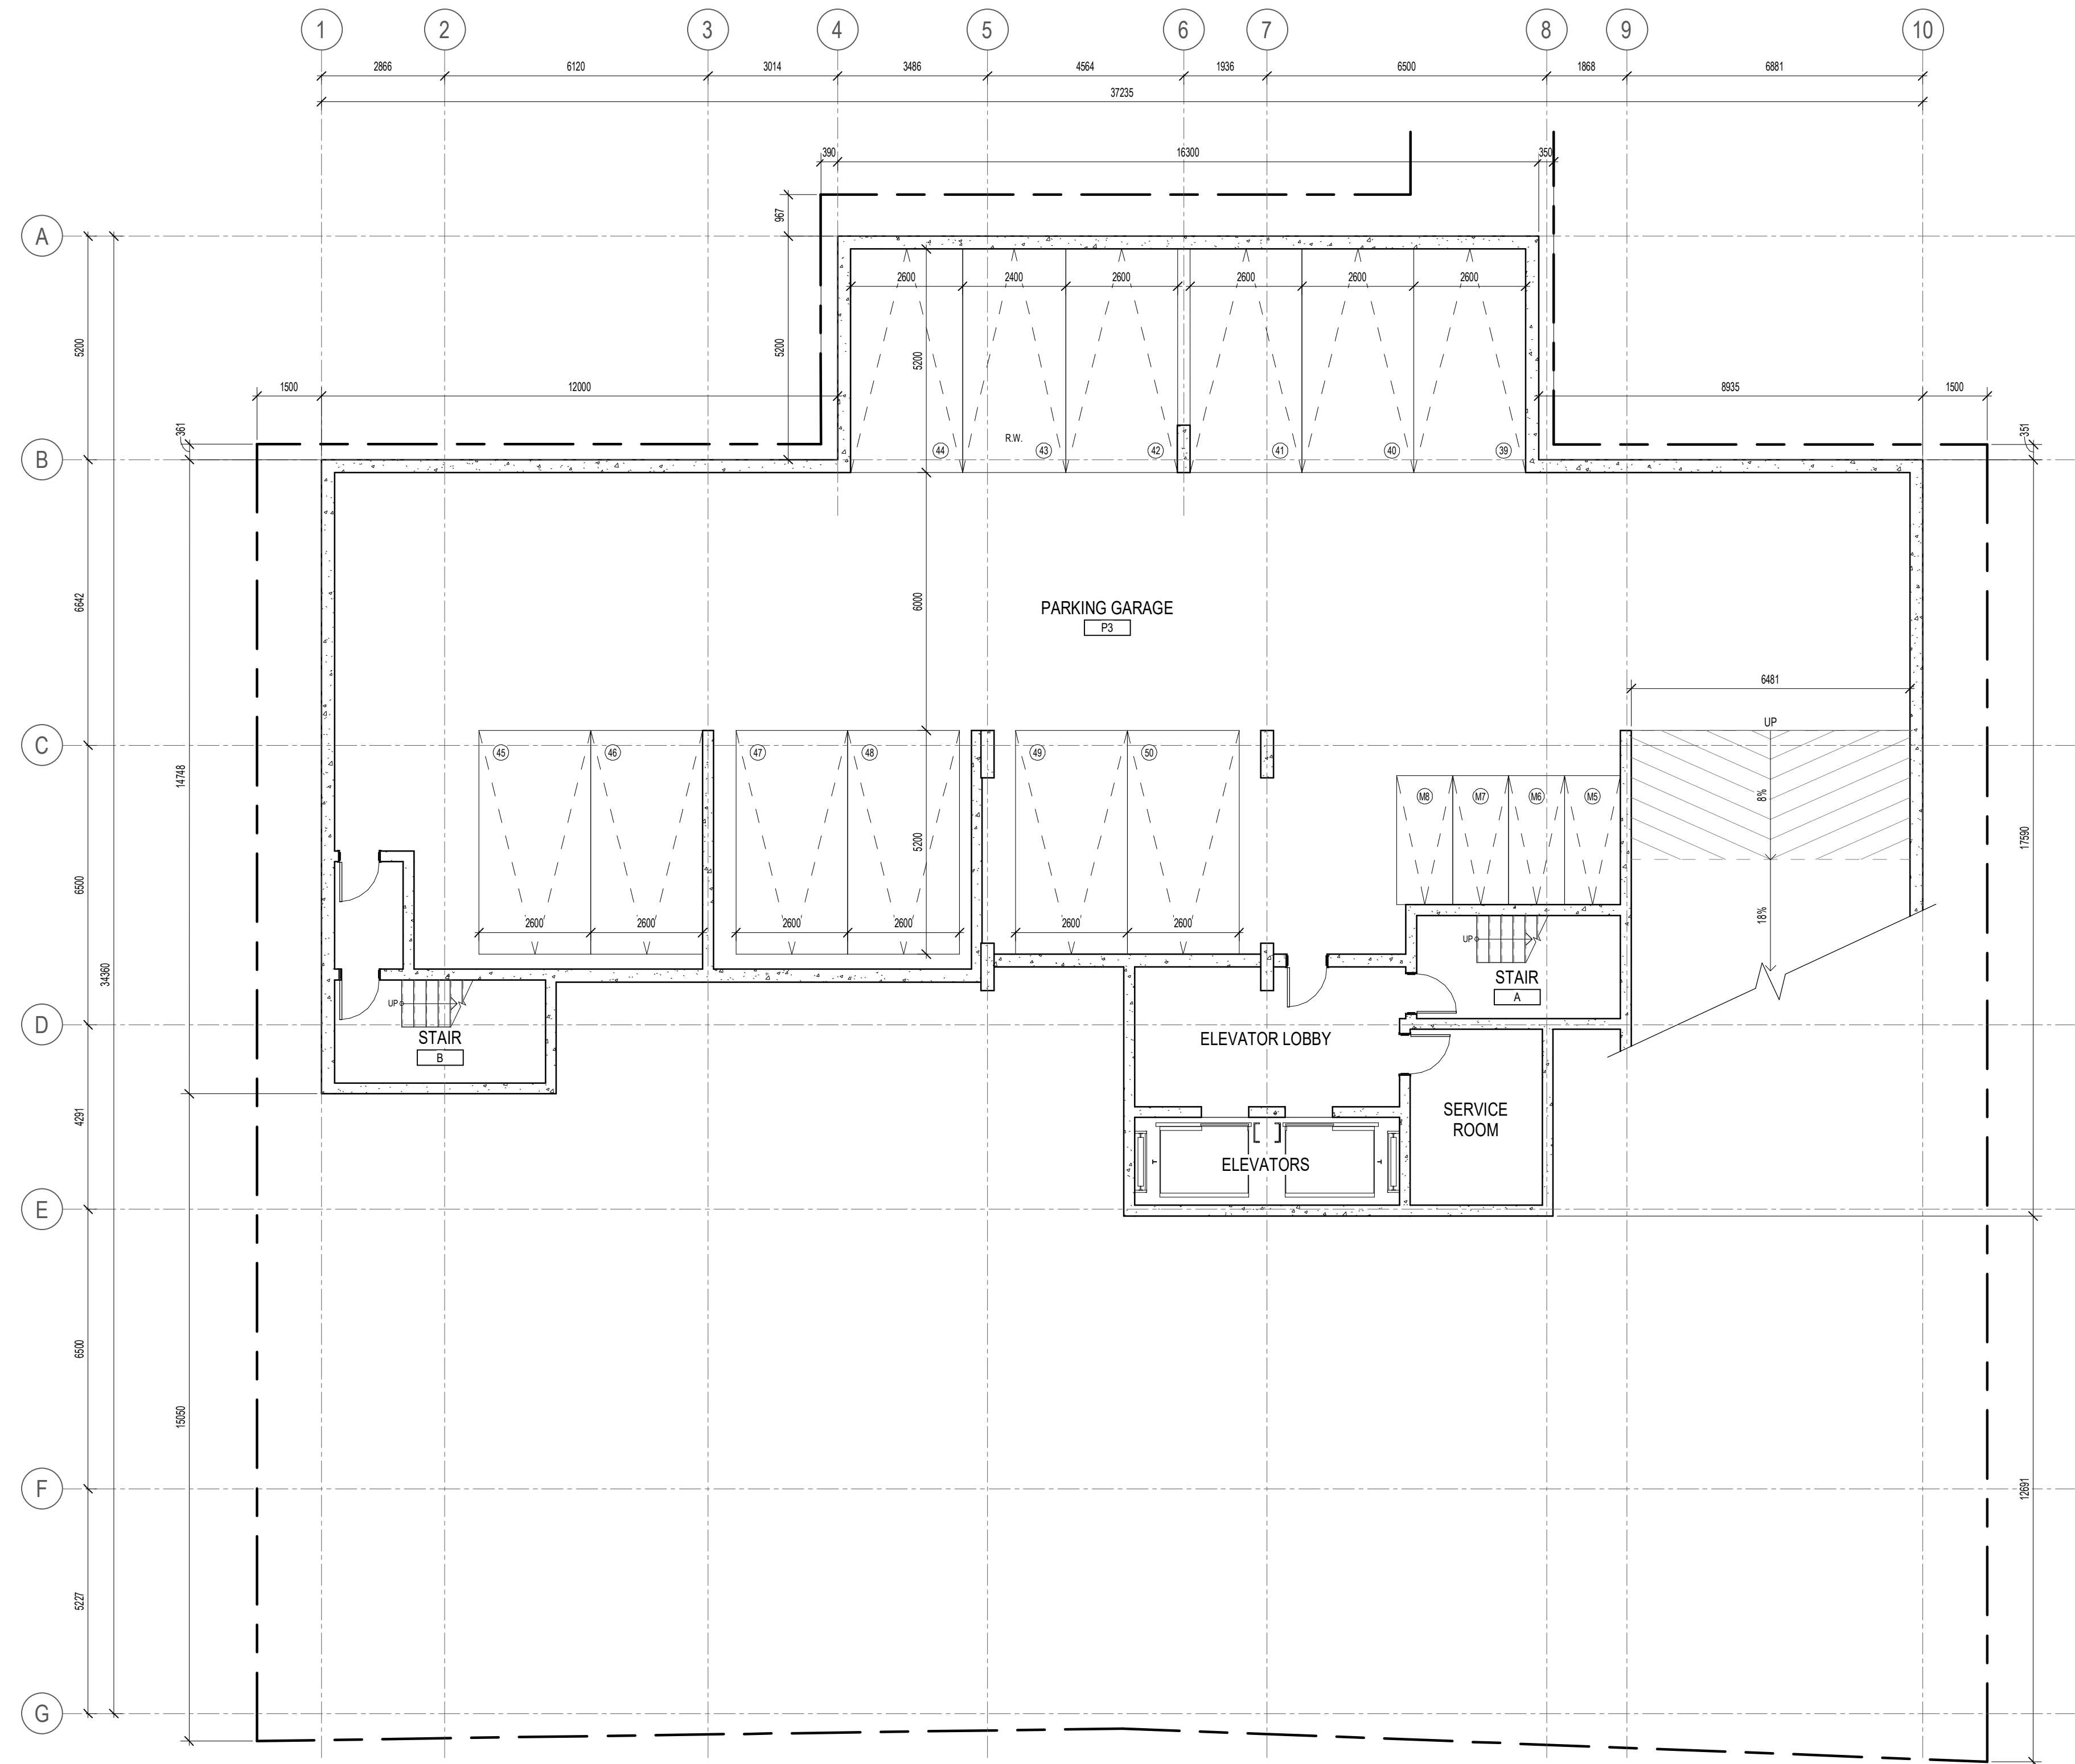 1 2 3 4 5 6 7 8 9 10
2866 6120 3014 3486 4564 1936 6500 1868 6881
37235
390 16300 350
967
A
2600 2400 2600 2600 2600 2600
5200 5200 5200
1500 12000 8935 1500
361 351
R.W.
44 43 42 41 40 39
B
6642 6000
PARKING GARAGE
P3
6481
UP
C
45 46 47 48 49 50
14748
8%
M8 M7 M6 M5
17590
5200
6500
18%
2600 2600 2600 2600 2600 2600
UP
34360
STAIR
A
UP
D
STAIR
B
ELEVATOR LOBBY
4291
SERVICE
ROOM
ELEVATORS
E
6500
15050
F
12691
5227
G